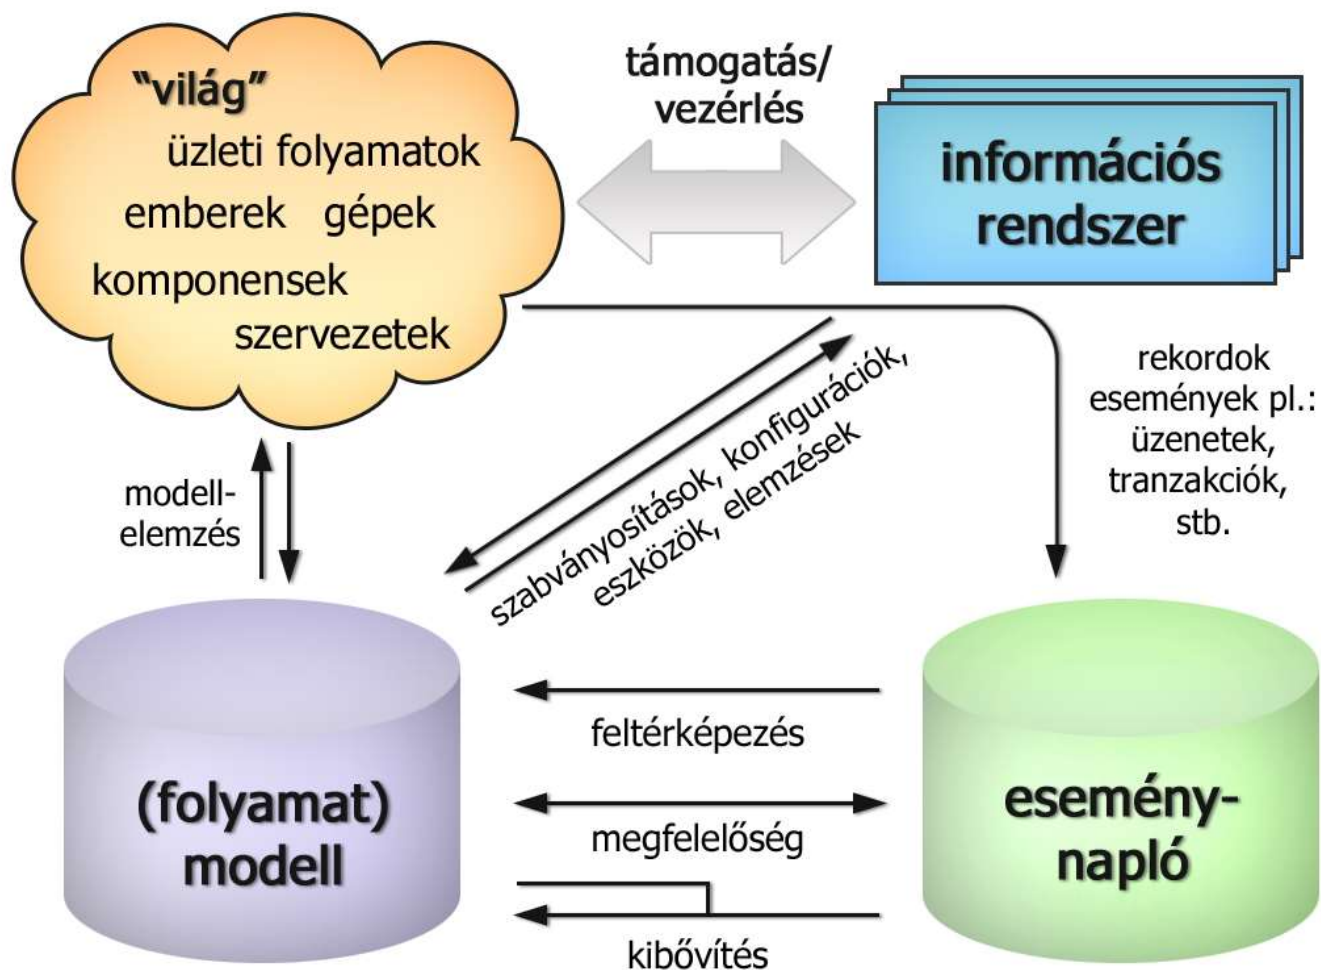 "világ"
üzleti folyamatok
emberek gépek
komponensek
szervezetek
támogatás/
vezérlés
információs
rendszer
rekordok
események pl.:
üzenetek,
tranzakciók,
stb.
modell-
elemzés
szabványosítások, konfigurációk,
eszközök, elemzések
(folyamat)
modell
feltérképezés
megfelelőség
kibővítés
esemény-
napló